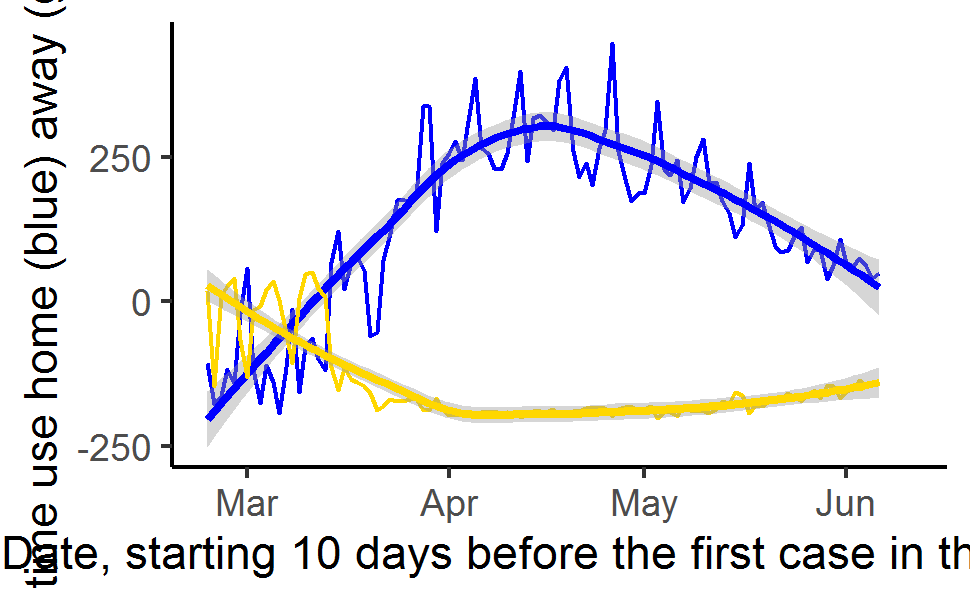 time use home (blue) away (
250
0
-250
Mar Apr May Jun
Date, starting 10 days before the first case in th